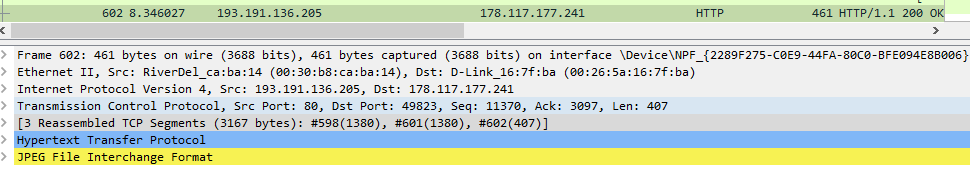 602 8.346027 193.191.136.205 178.117.177.241 HTTP 461 HTTP/1.1 200 OK
Frame 602: 461 bytes on wire (3688 bits), 461 bytes captured (3688 bits) on interface \Device\NPF_{2289F275-C0E9-44FA-80C0-BFE094E8B006}
Ethernet II, Src: RiverDel_ca:ba:14 (00:30:b8:ca:ba:14), Dst: D-Link_16:7f:ba (00:26:5a:16:7f:ba)
Internet Protocol Version 4, Src: 193.191.136.205, Dst: 178.117.177.241
Transmission Control Protocol, Src Port: 80, Dst Port: 49823, Seq: 11370, Ack: 3097, Len: 407
[3 Reassembled TCP Segments (3167 bytes): #598(1380), #601(1380), #602(407)]
Hypertext Transfer Protocol
JPEG File Interchange Format